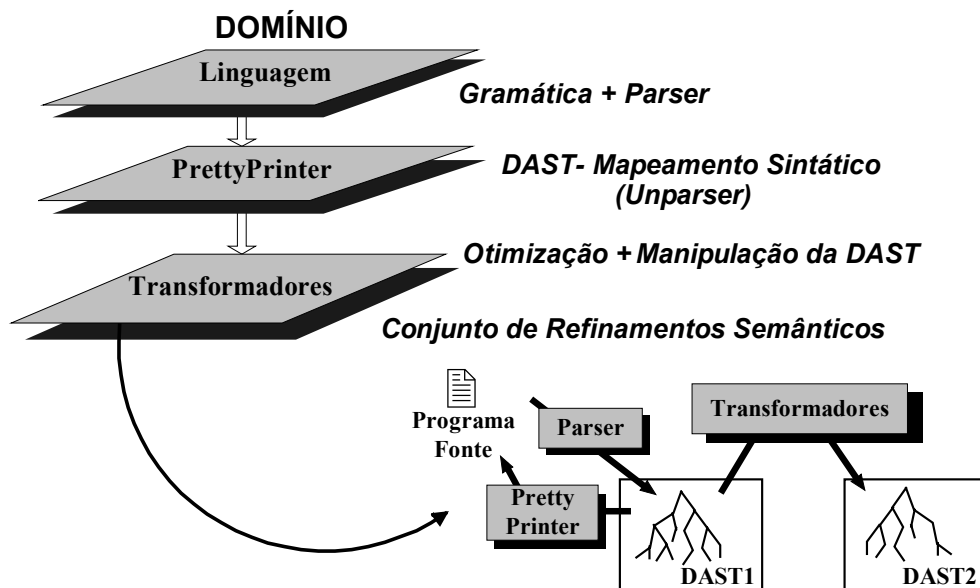 DOMÍNIO
Linguagem
Gramática + Parser
PrettyPrinter
DAST- Mapeamento Sintático
(Unparser)
Otimização + Manipulação da DAST
Transformadores
Conjunto de Refinamentos Semânticos
Programa
Fonte
Parser
Transformadores
Pretty
Printer
DAST1
DAST2